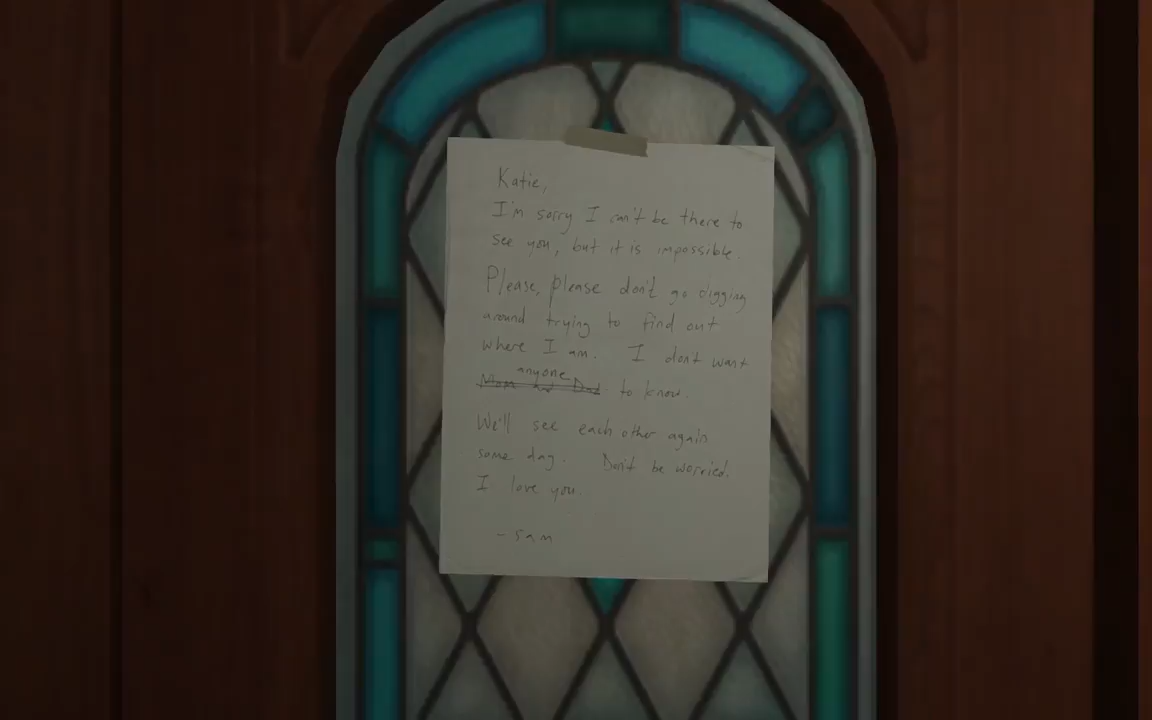 Katie,
I'm sorry I can't be there to
see you, but it is impossible.
Please, please don't go digging
around trying to find out
where I am. I don't want
anyone
Mom and Dad to know.
We'll see each other again
some day. Don't be worried.
I love you.
- Sam